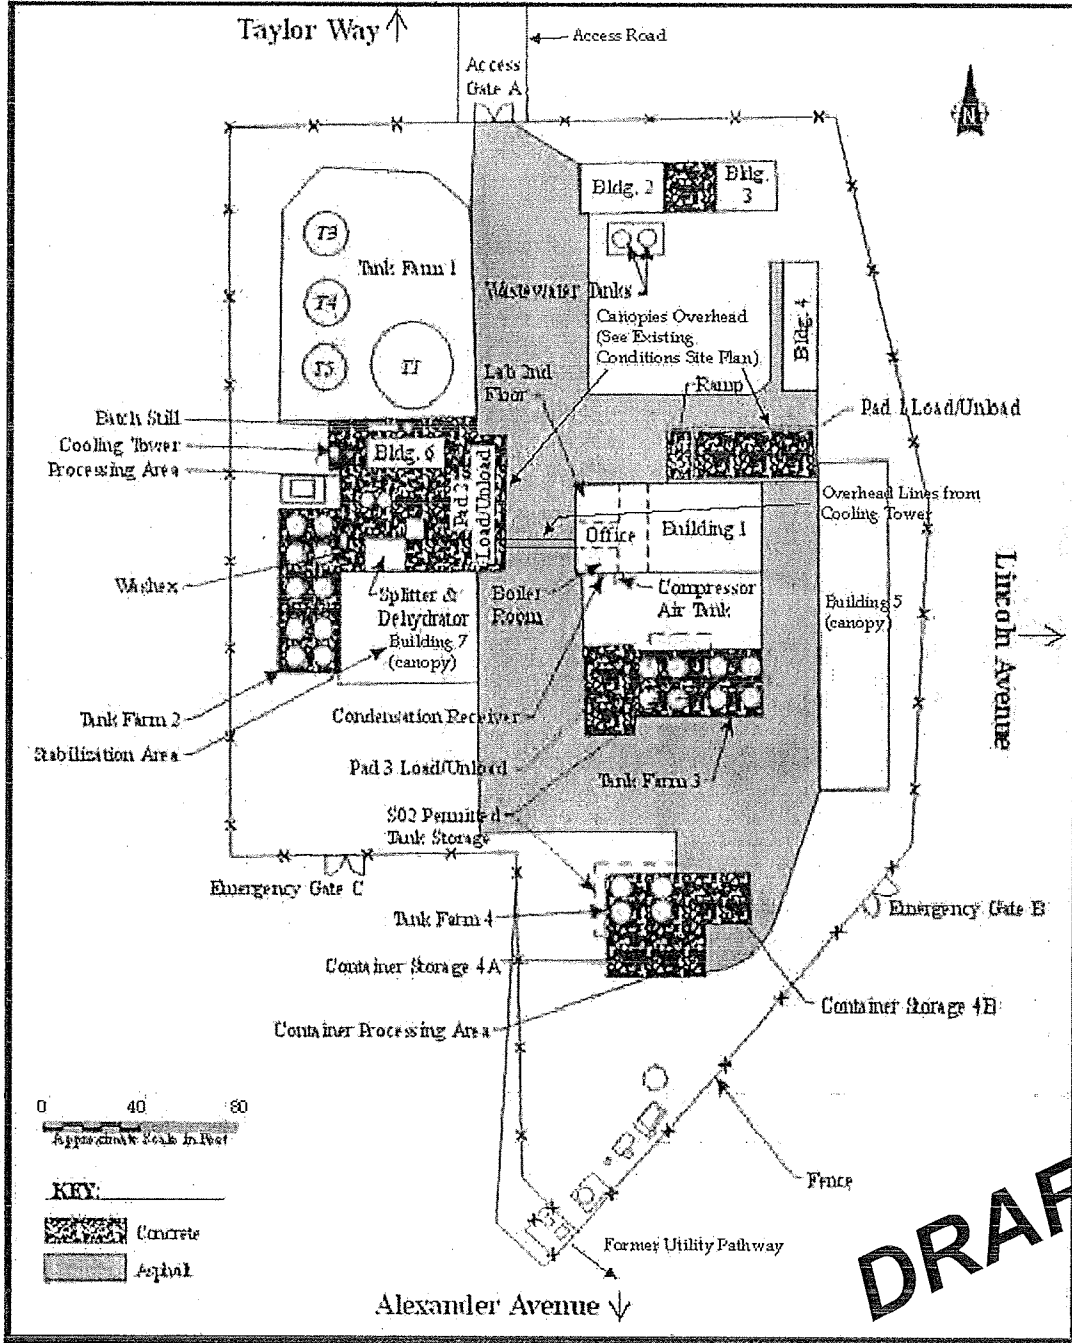 Taylor Way
Access Road
Access
Gate A
N
Bldg. 2
Bldg.
3
T3
Tank Farm 1
Wastewater Tanks
T4
Canopies Overhead
(See Existing
Conditions Site Plan)
Bldg. 4
T5
T1
Lab 2nd
Floor
Ramp
Batch Still
Pad 1 Load/Unload
Cooling Tower
Bldg. 6
Processing Area
Pad 2
Load/Unload
Overhead Lines from
Cooling Tower
Office
Building 1
Lincoln Avenue
Washex
Splitter &
Dehydrator
Boiler
Room
Compressor
Air Tank
Building 5
(canopy)
Building 7
(canopy)
Tank Farm 2
Condensation Receiver
Stabilization Area
Pad 3 Load/Unload
Tank Farm 3
S02 Permitted
Tank Storage
Emergency Gate C
Emergency Gate B
Tank Farm 4
Container Storage 4A
Container Storage 4B
Container Processing Area
0 40 80
Approximate Scale In Feet
Fence
KEY:
Concrete
Asphalt
Former Utility Pathway
Alexander Avenue
DRAF